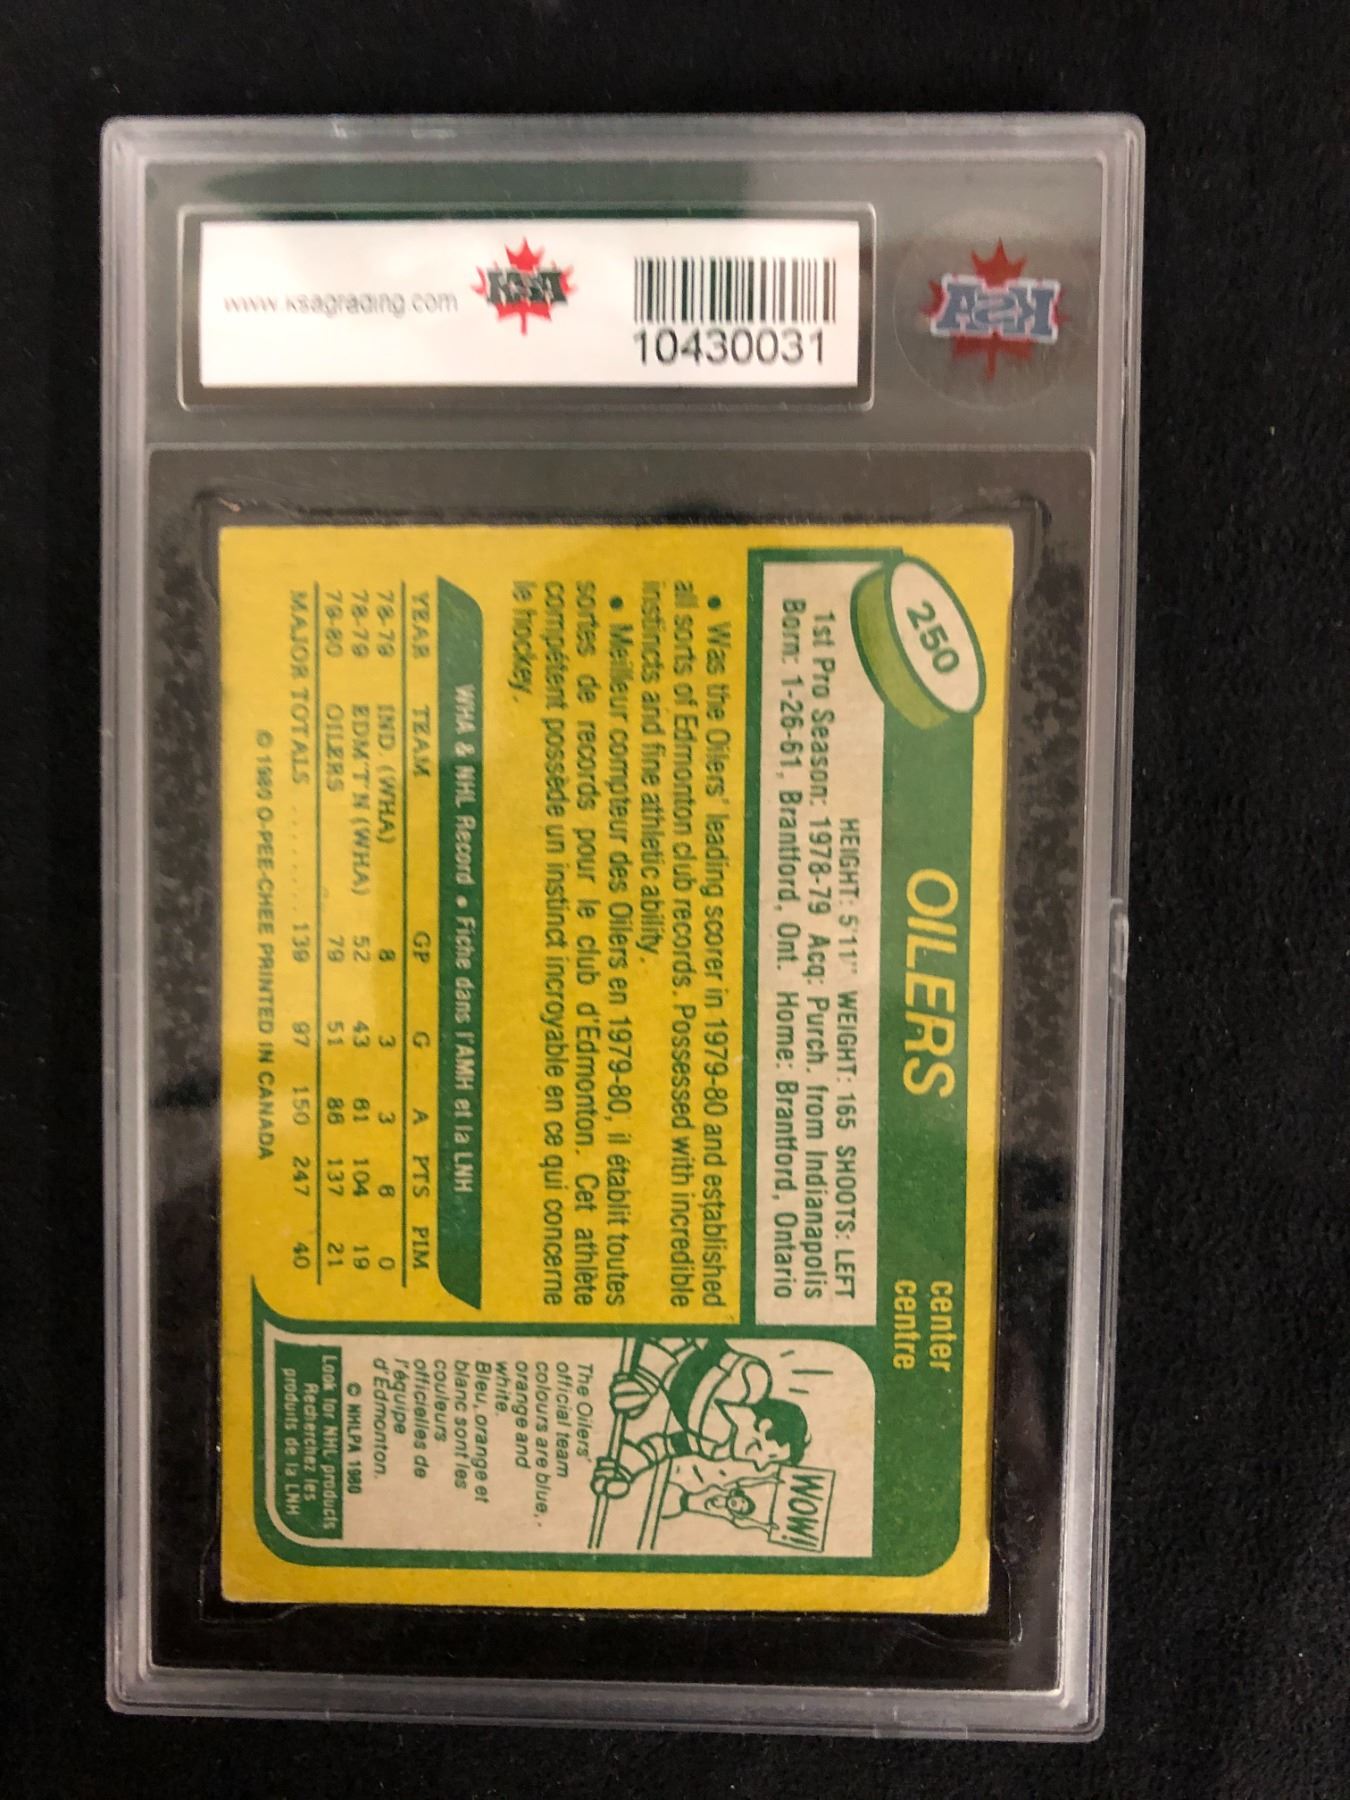 www.ksagrading.com
KSA
10430031
KSA
250
OILERS
center
centre
HEIGHT: 5'11" WEIGHT: 165 SHOOTS: LEFT
1st Pro Season: 1978-79 Acq: Purch. from Indianapolis
Born: 1-26-61, Brantford, Ont. Home: Brantford, Ontario
• Was the Oilers' leading scorer in 1979-80 and established
all sorts of Edmonton club records. Possessed with incredible
instincts and fine athletic ability.
• Meilleur compteur des Oilers en 1979-80, il établit toutes
sortes de records pour le club d'Edmonton. Cet athlète
compétent possède un instinct incroyable en ce qui concerne
le hockey.
WHA & NHL Record • Fiche dans l'AMH et la LNH
YEAR TEAM GP G A PTS PIM
78-79 IND. (WHA) 8 3 3 6 0
78-79 EDM'T'N (WHA) 52 43 61 104 19
79-80 OILERS 79 51 86 137 21
MAJOR TOTALS ........ 139 97 150 247 40
© 1980 O-PEE-CHEE PRINTED IN CANADA
WOW!
The Oilers'
official team
colours are blue,
orange and
white.
Bleu, orange et
blanc sont les
couleurs
officielles de
l'équipe
d'Edmonton.
© NHLPA 1980
Look for NHL products
Recherchez les
produits de la LNH